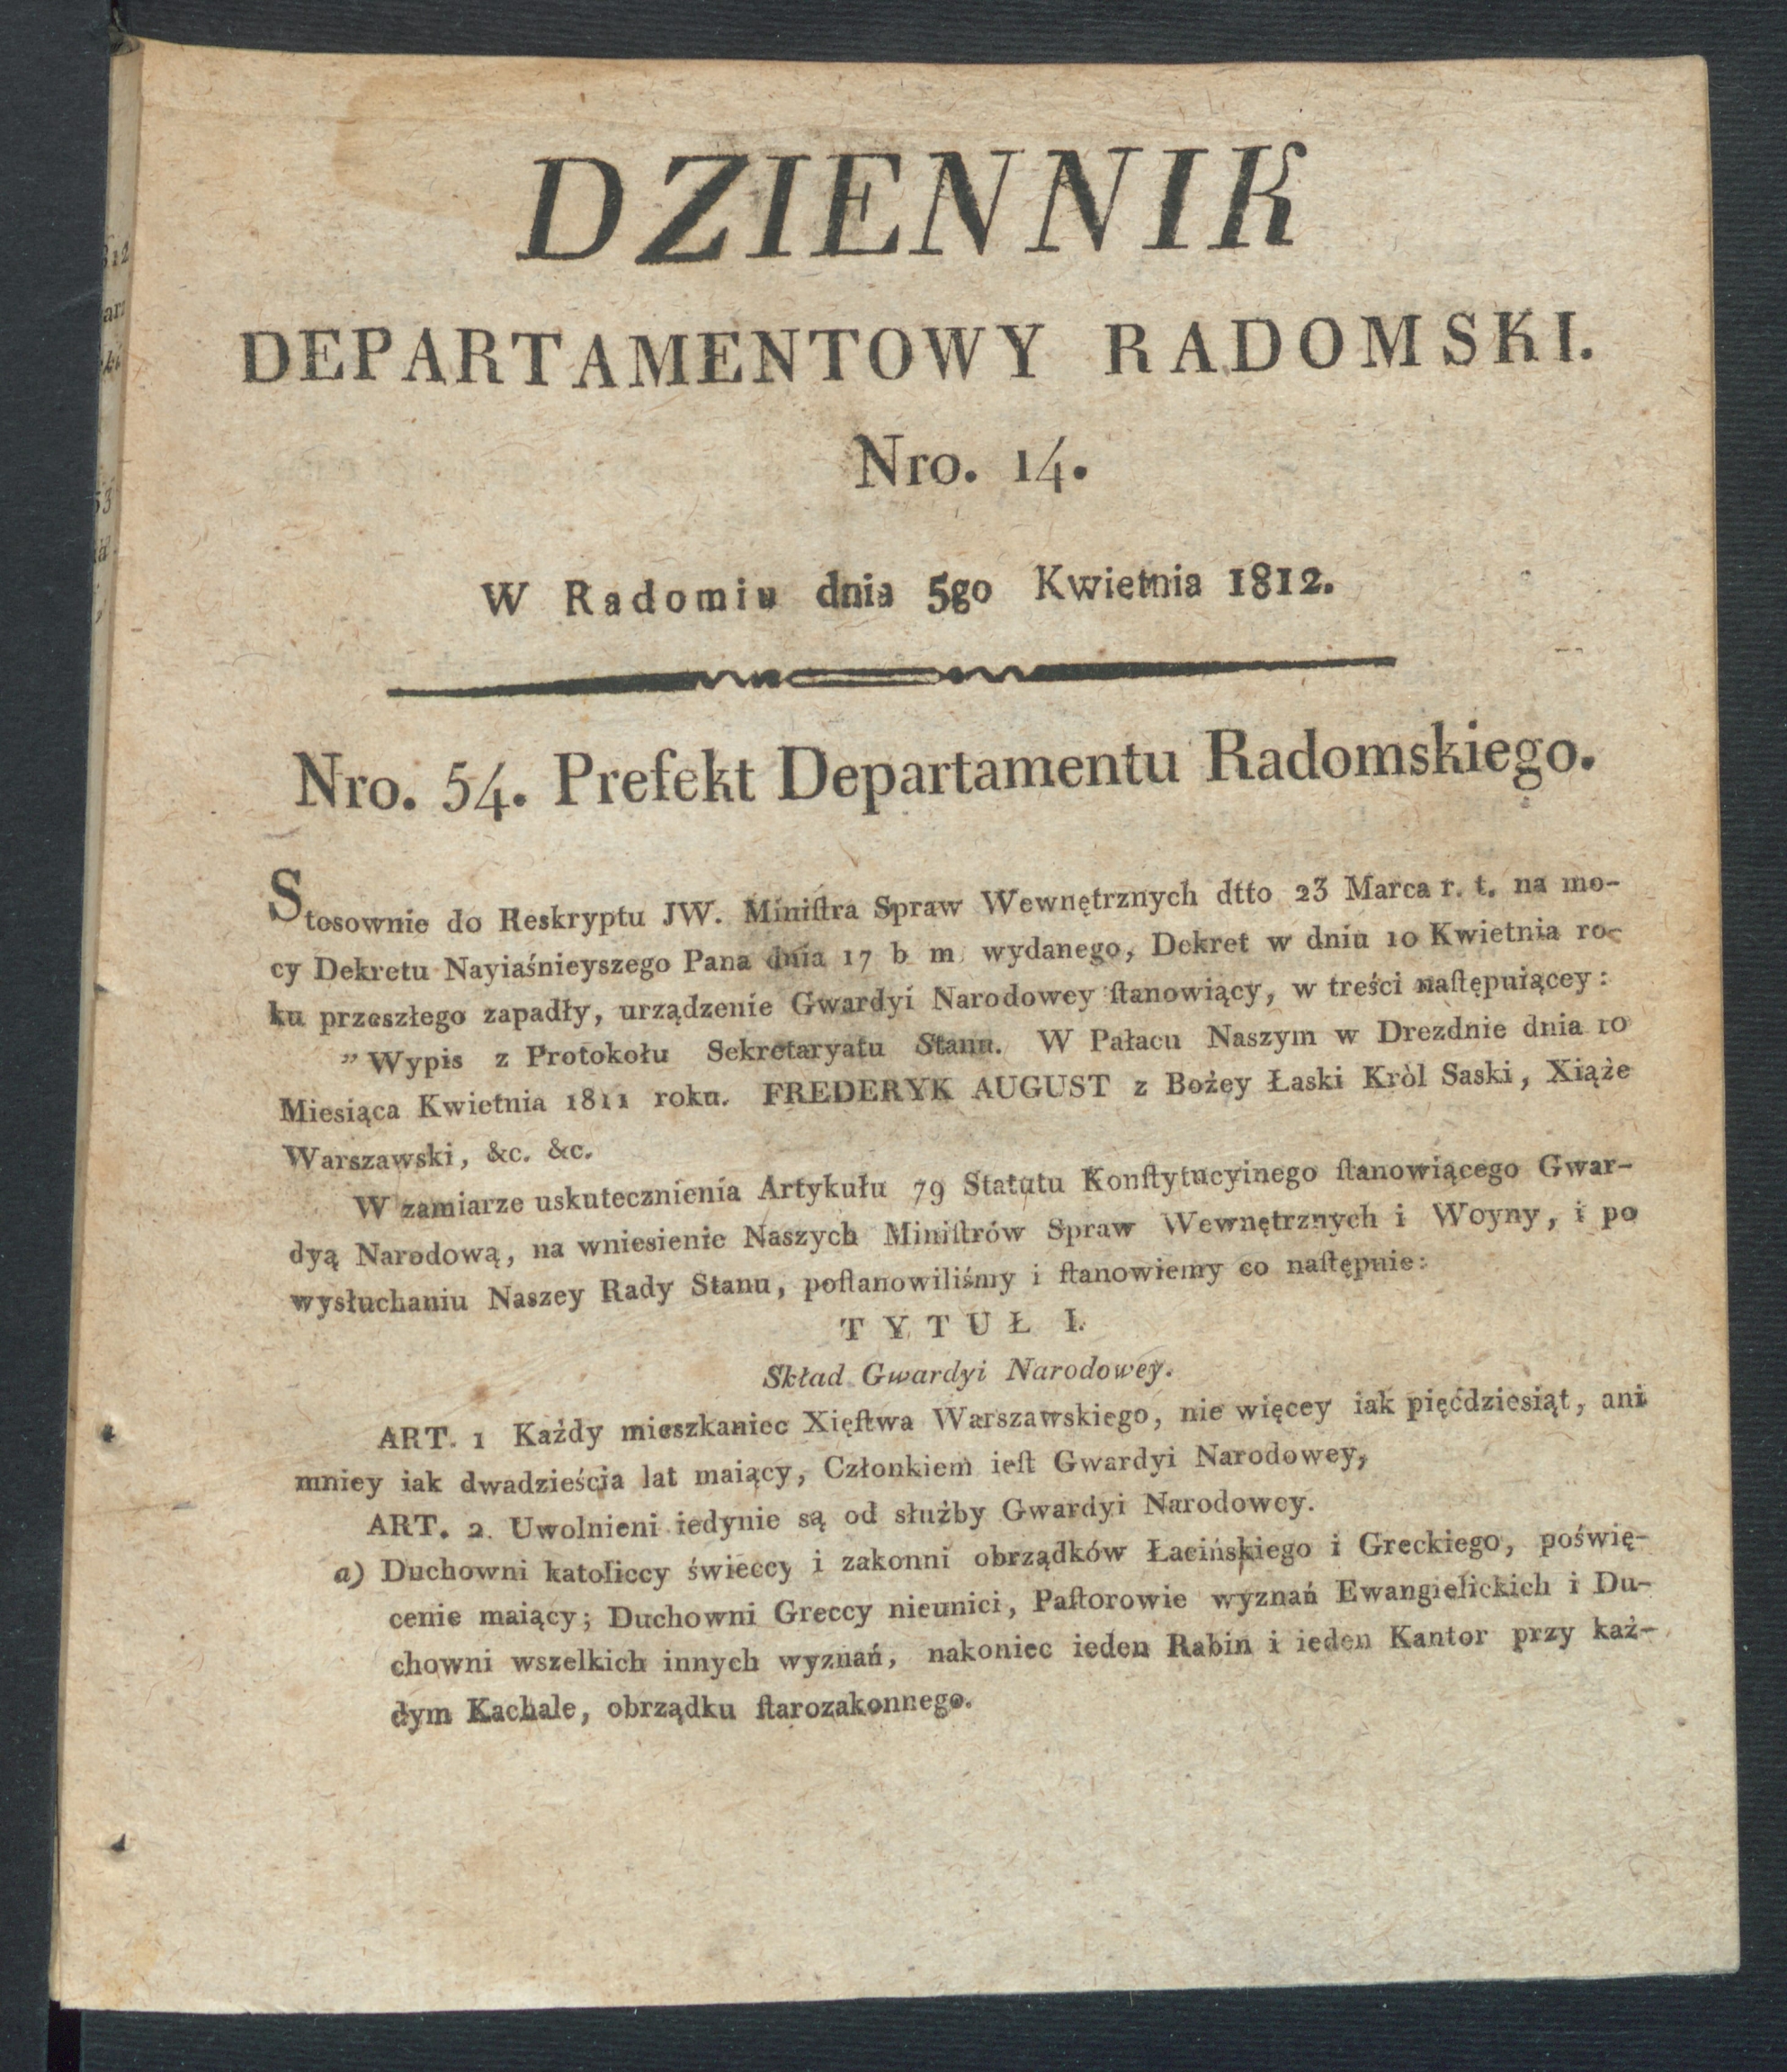 DZIENNIK
DEPARTAMENTOWY RADOMSKI.
Nro. 14.
W Radomiu dnia 5go Kwietnia 1812.
Nro. 54. Prefekt Departamentu Radomskiego.
Stosownie do Reskryptu JW. Miniſtra Spraw Wewnętrznych dtto 23 Marca r. t. na mo-
cy Dekretu Nayiaśnieyszego Pana dnia 17 b m. wydanego, Dekret w dniu 10 Kwietnia ro-
ku przeszłego zapadły, urządzenie Gwardyi Narodowey ſtanowiący, w treści naſtępuiącey:
"Wypis z Protokołu Sekretaryatu Stanu. W Pałacu Naszym w Dreznie dnia 10
Miesiąca Kwietnia 1811 roku. FREDERYK AUGUST z Bożey Łaski Król Saski, Xiąże
Warszawski, &c. &c.
W zamiarze uskutecznienia Artykułu 79 Statutu Konſtytucyinego ſtanowiącego Gwar-
dyą Narodową, na wniesienie Naszych Miniſtrów Spraw Wewnętrznych i Woyny, i po
wysłuchaniu Naszey Rady Stanu, poſtanowiliśmy i ſtanowiemy co naſtępuie:
TYTUŁ I.
Skład Gwardyi Narodowey.
ART. 1 Każdy mieszkaniec Xięſtwa Warszawskiego, nie więcey iak pięćdziesiąt, ani
mniey iak dwadzieścia lat maiący, Członkiem ieſt Gwardyi Narodowey,
ART. 2. Uwolnieni iedynie są od służby Gwardyi Narodowey.
a) Duchowni katoliccy świeccy i zakonni obrządków Łacińskiego i Greckiego, poświę-
cenie maiący; Duchowni Greccy nieunici, Paſtorowie wyznań Ewangielickich i Du-
chowni wszelkich innych wyznań, nakoniec ieden Rabin i ieden Kantor przy każ-
dym Kachale, obrządku ſtarozakonnego.